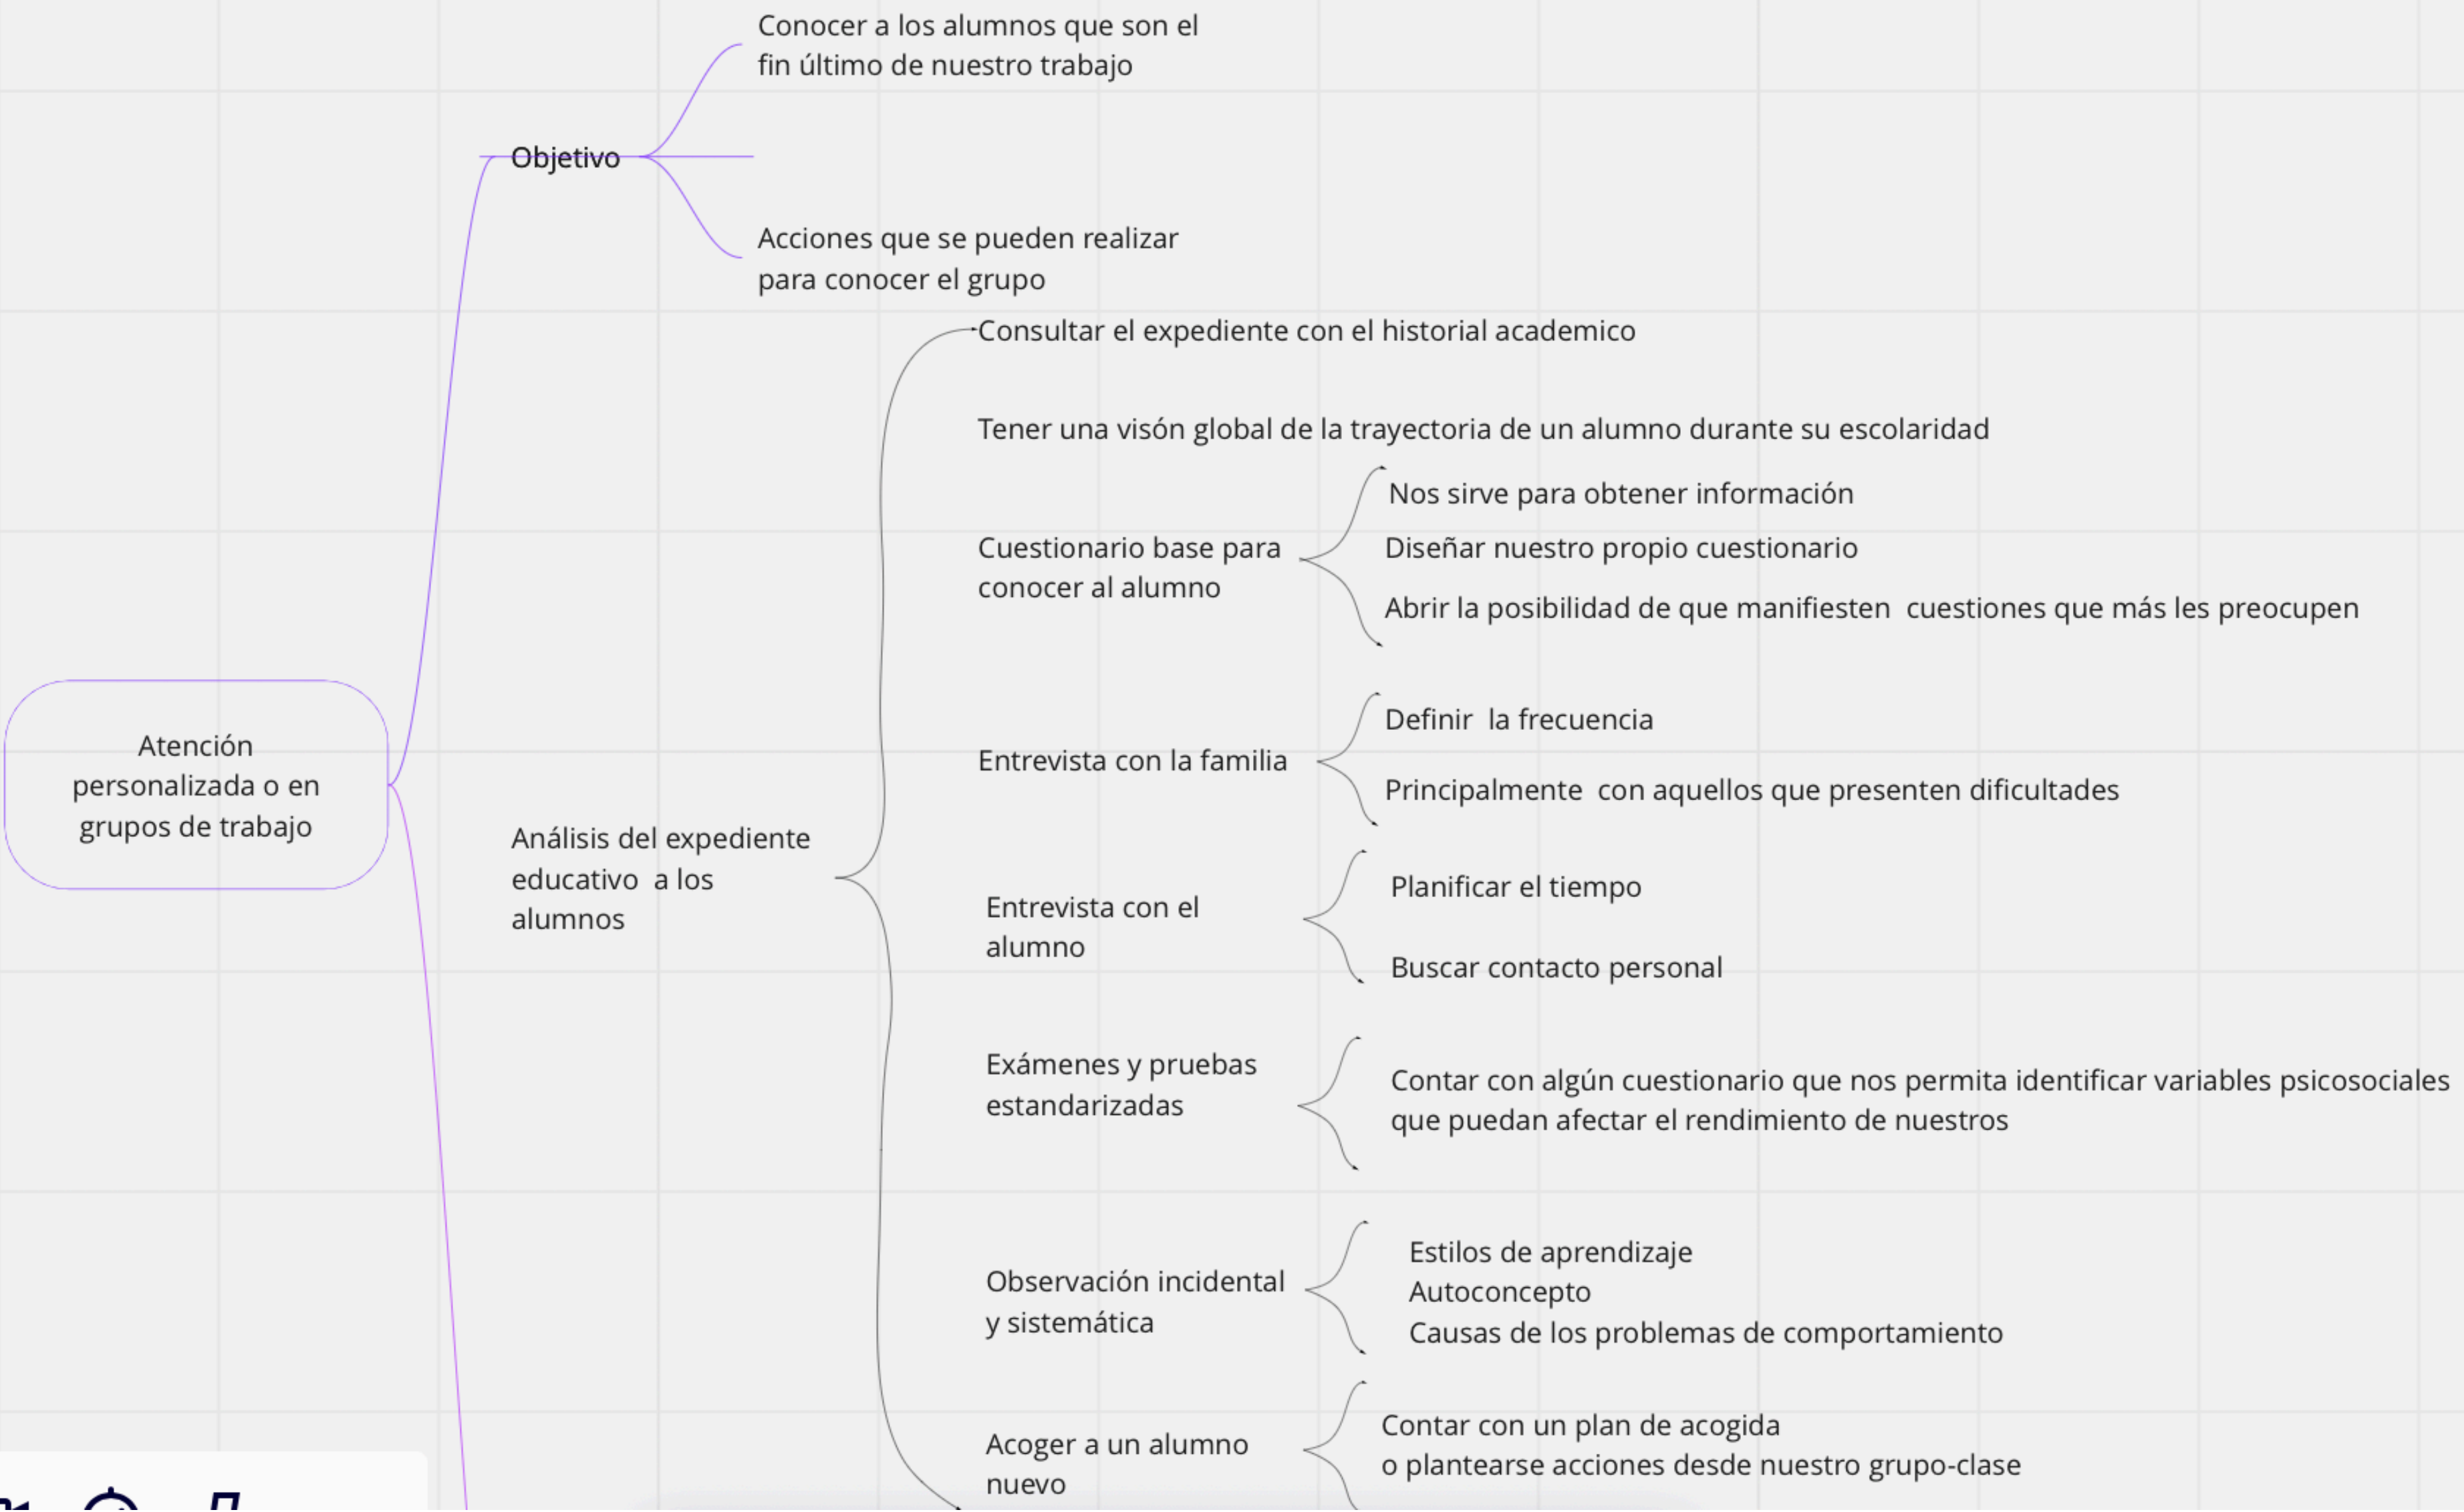 Conocer a los alumnos que son el
fin último de nuestro trabajo
Objetivo
Acciones que se pueden realizar
para conocer el grupo
Consultar el expediente con el historial academico
Tener una visón global de la trayectoria de un alumno durante su escolaridad
Nos sirve para obtener información
Cuestionario base para
conocer al alumno
Diseñar nuestro propio cuestionario
Abrir la posibilidad de que manifiesten  cuestiones que más les preocupen
Atención
personalizada o en
grupos de trabajo
Entrevista con la familia
Definir  la frecuencia
Principalmente  con aquellos que presenten dificultades
Análisis del expediente
educativo  a los
alumnos
Entrevista con el
alumno
Planificar el tiempo
Buscar contacto personal
Exámenes y pruebas
estandarizadas
Contar con algún cuestionario que nos permita identificar variables psicosociales
que puedan afectar el rendimiento de nuestros
Observación incidental
y sistemática
Estilos de aprendizaje
Autoconcepto
Causas de los problemas de comportamiento
Acoger a un alumno
nuevo
Contar con un plan de acogida
o plantearse acciones desde nuestro grupo-clase